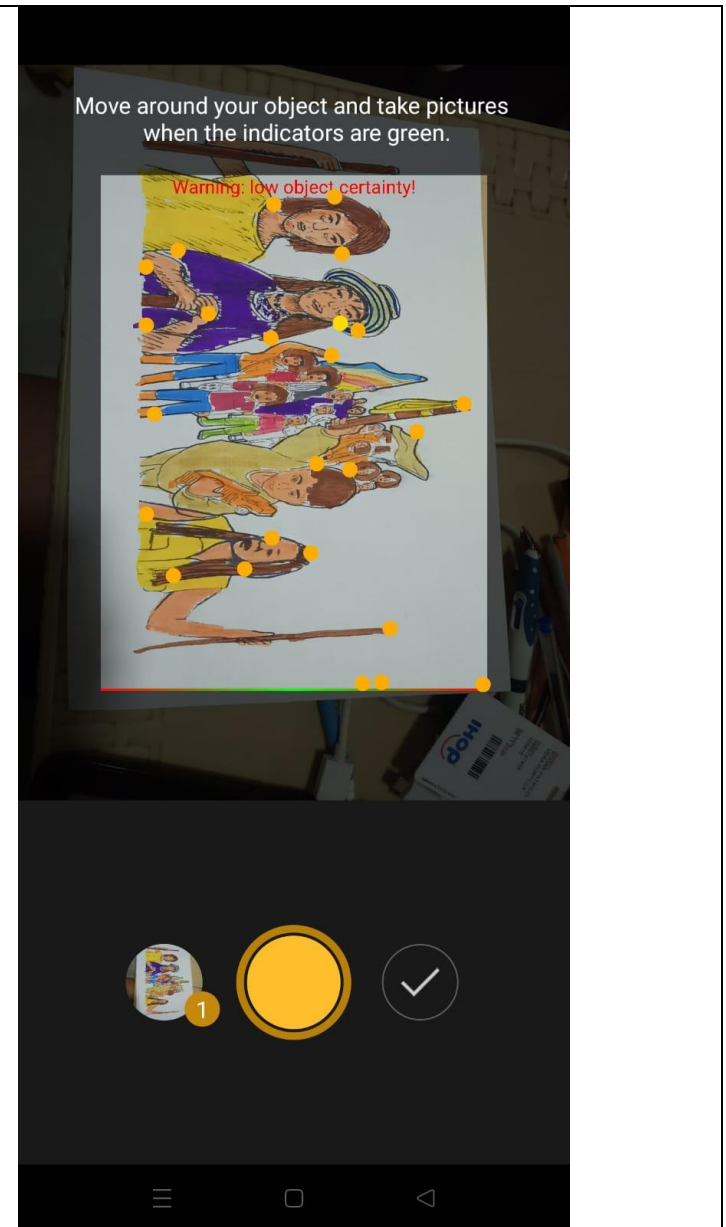 Move around your object and take pictures
when the indicators are green.
Warning: low object certainty!
IHOP
1